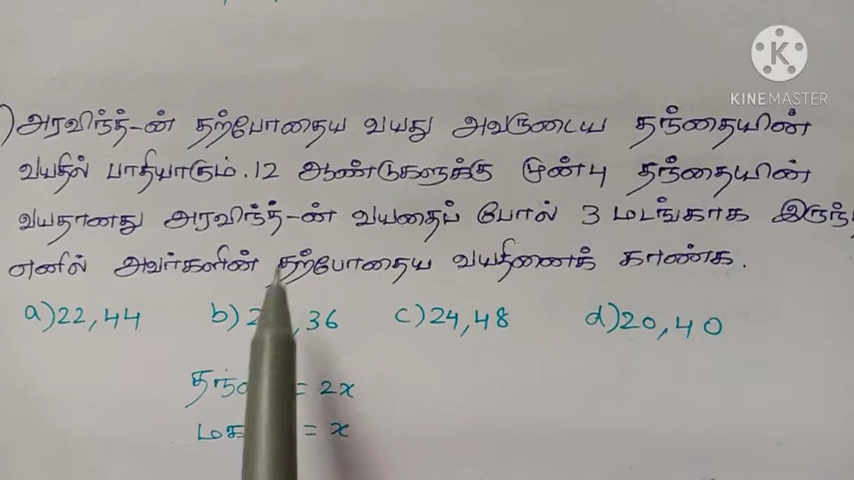 KINEMASTER
) அரவிந்த்-ன் தற்போதைய வயது அவருடைய தந்தையின்
வயதில் பாதியாகும். 12 ஆண்டுகளுக்கு முன்பு தந்தையின்
வயதானது அரவிந்த்-ன் வயதைப் போல் 3 மடங்காக
எனில் அவர்களின் தற்போதைய வயதினைக் காண்க.
a) 22, 44 b) , 36 c) 24, 48 d) 20, 40
= 2x
= x